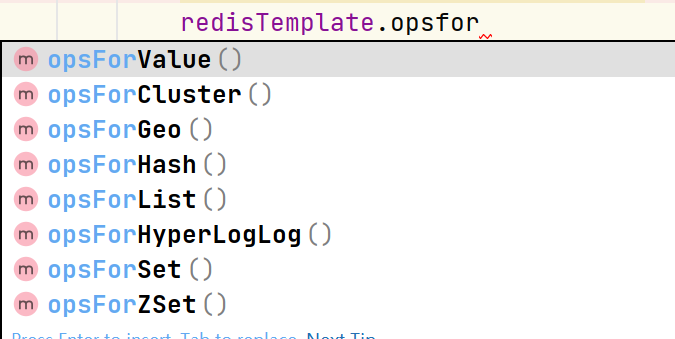 redisTemplate.opsfor
m opsForValue()
m opsForCluster()
m opsForGeo()
m opsForHash()
m opsForList()
m opsForHyperLogLog()
m opsForSet()
m opsForZSet()
Press Enter to insert, Tab to replace Next Tip